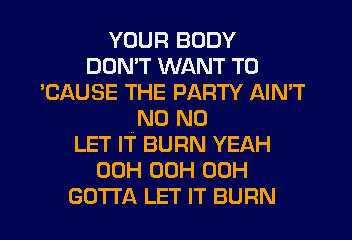 YOUR BODY
DON'T WANT TO
'CAUSE THE PARTY AIN'T
NO NO
LET IT BURN YEAH
OOH OOH OOH
GOTTA LET IT BURN